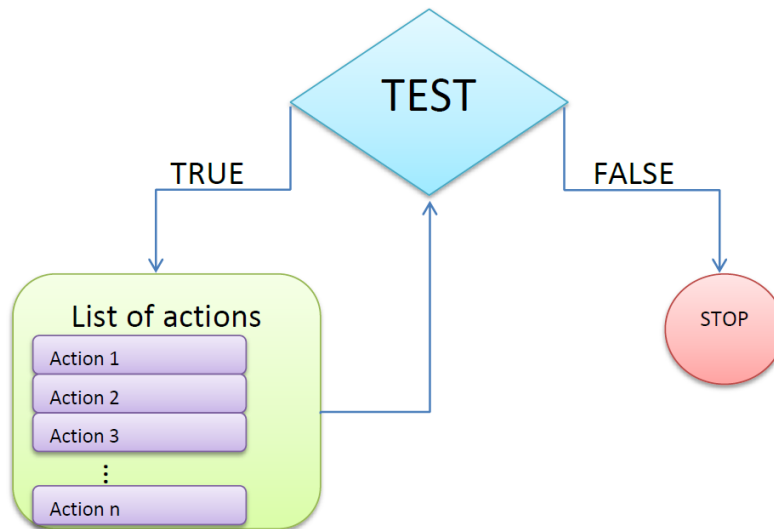 TEST
TRUE
FALSE
List of actions
Action 1
Action 2
Action 3
⋮
Action n
STOP